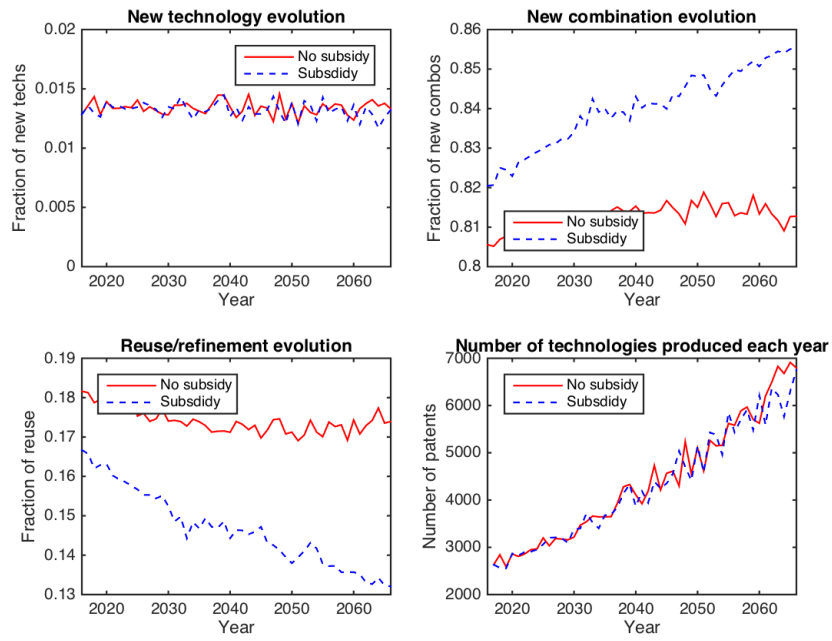 New technology evolution
0.02
0.015
0.01
0.005
0
Fraction of new techs
No subsidy
Subsdidy
2020 2030 2040 2050 2060
Year
New combination evolution
0.86
0.85
0.84
0.83
0.82
0.81
0.8
Fraction of new combos
No subsidy
Subsdidy
2020 2030 2040 2050 2060
Year
Reuse/refinement evolution
0.19
0.18
0.17
0.16
0.15
0.14
0.13
Fraction of reuse
No subsidy
Subsdidy
2020 2030 2040 2050 2060
Year
Number of technologies produced each year
7000
6000
5000
4000
3000
2000
Number of patents
No subsidy
Subsdidy
2020 2030 2040 2050 2060
Year